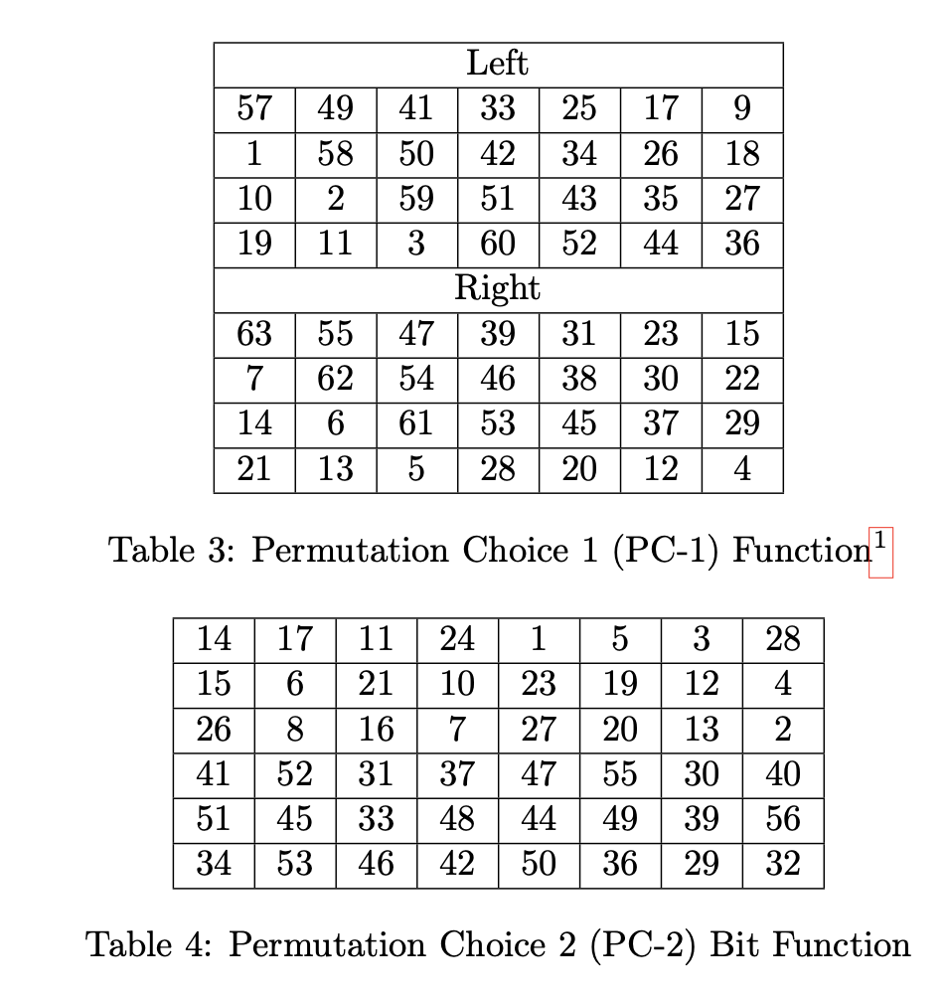 Left
57 49 41 33 25 17 9
1 58 50 42 34 26 18
10 2 59 51 43 35 27
19 11 3 60 52 44 36
Right
63 55 47 39 31 23 15
7 62 54 46 38 30 22
14 6 61 53 45 37 29
21 13 5 28 20 12 4
Table 3: Permutation Choice 1 (PC-1) Function1
14 17 11 24 1 5 3 28
15 6 21 10 23 19 12 4
26 8 16 7 27 20 13 2
41 52 31 37 47 55 30 40
51 45 33 48 44 49 39 56
34 53 46 42 50 36 29 32
Table 4: Permutation Choice 2 (PC-2) Bit Function